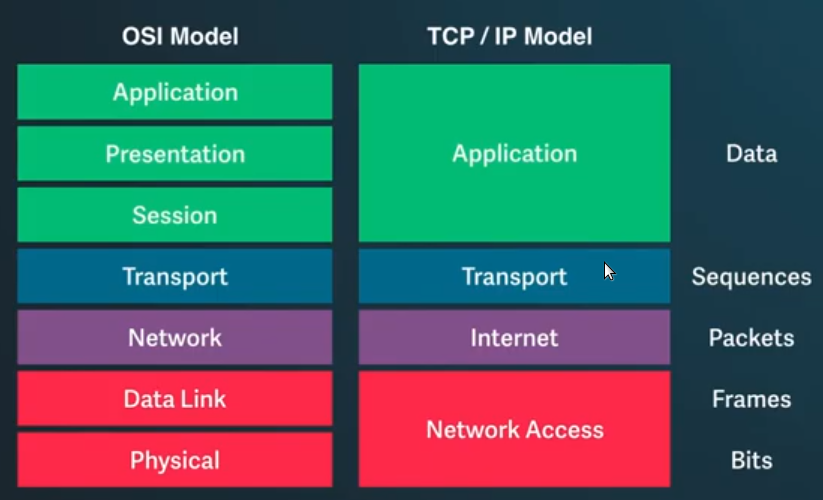 OSI Model
TCP / IP Model
Application
Presentation
Session
Application
Data
Transport
Transport
Sequences
Network
Internet
Packets
Data Link
Physical
Network Access
Frames
Bits